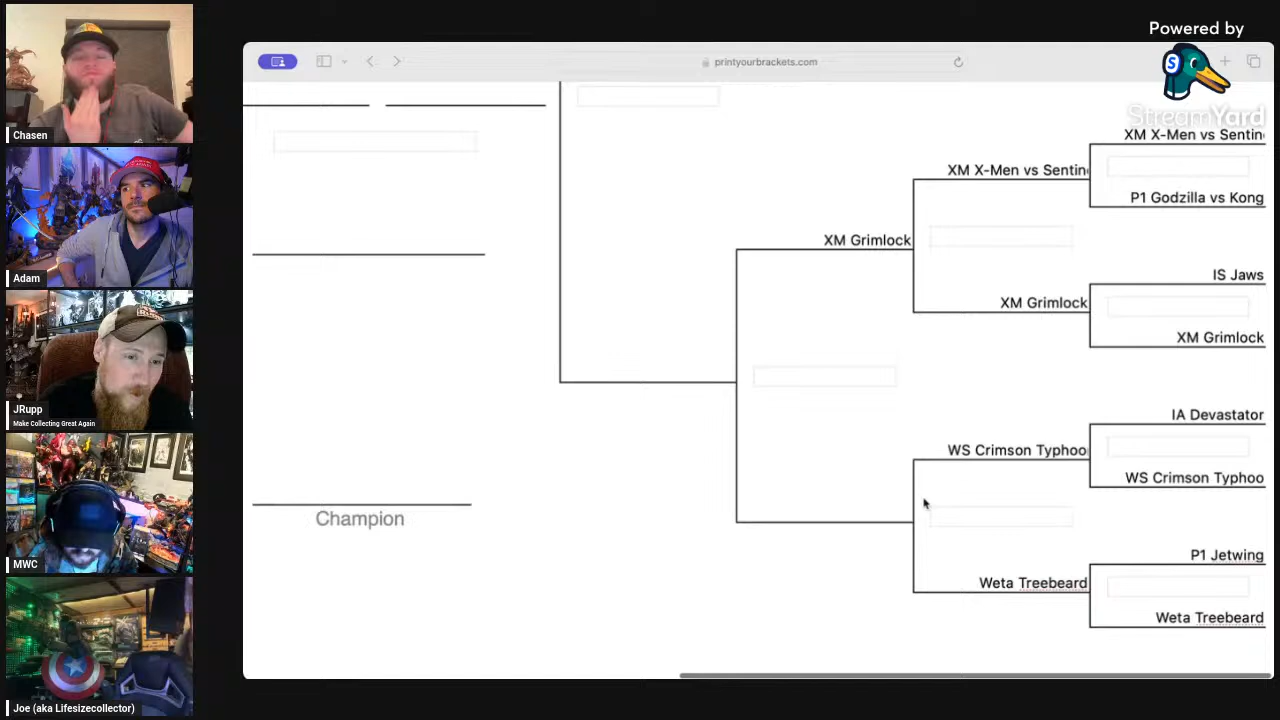 Powered by
S
StreamYard
printyourbrackets.com
Chasen
Adam
JRupp
Make Collecting Great Again
MWC
Joe (aka Lifesizecollector)
XM X-Men vs Sentin
XM X-Men vs Sentin
P1 Godzilla vs Kong
XM Grimlock
IS Jaws
XM Grimlock
XM Grimlock
IA Devastator
WS Crimson Typhoo
WS Crimson Typhoo
Champion
P1 Jetwing
Weta Treebeard
Weta Treebeard